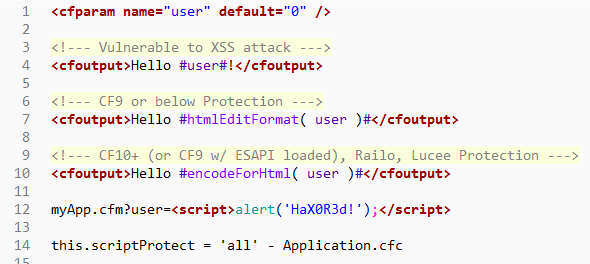 1 <cfparam name="user" default="0" />
2
3 <!--- Vulnerable to XSS attack --->
4 <cfoutput>Hello #user#!</cfoutput>
5
6 <!--- CF9 or below Protection --->
7 <cfoutput>Hello #htmlEditFormat( user )#</cfoutput>
8
9 <!--- CF10+ (or CF9 w/ ESAPI loaded), Railo, Lucee Protection --->
10 <cfoutput>Hello #encodeForHtml( user )#</cfoutput>
11
12 myApp.cfm?user=<script>alert('HaX0R3d!');</script>
13
14 this.scriptProtect = 'all' - Application.cfc
15